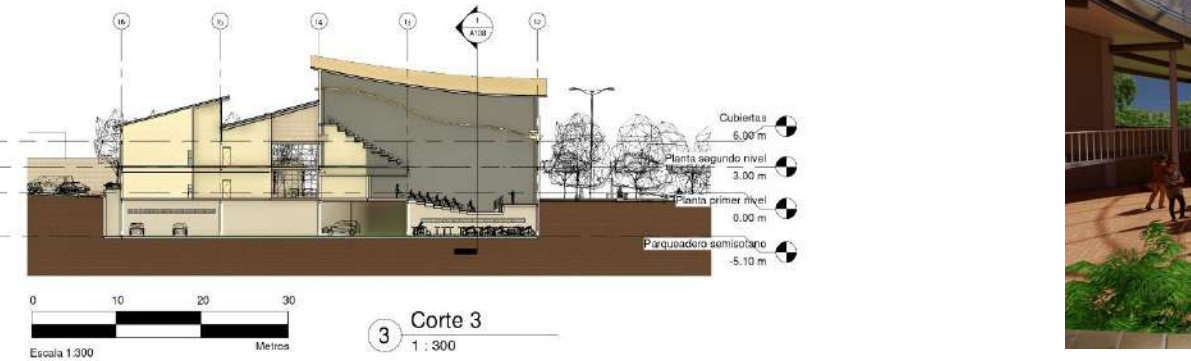 16 15 14 13 12
1
A108
Cubiertas
6.00 m
Planta segundo nivel
3.00 m
Planta primer nivel
0.00 m
Parqueadero semisotano
-5.10 m
0 10 20 30
Escala 1:300
Metros
3
Corte 3
1 : 300